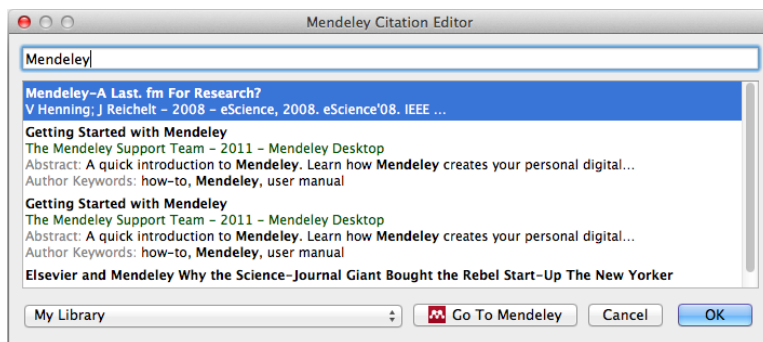 Mendeley Citation Editor
Mendeley
Mendeley–A Last. fm For Research?
V Henning; J Reichelt – 2008 – eScience, 2008. eScience'08. IEEE ...
Getting Started with Mendeley
The Mendeley Support Team – 2011 – Mendeley Desktop
Abstract: A quick introduction to Mendeley. Learn how Mendeley creates your personal digital...
Author Keywords: how-to, Mendeley, user manual
Getting Started with Mendeley
The Mendeley Support Team – 2011 – Mendeley Desktop
Abstract: A quick introduction to Mendeley. Learn how Mendeley creates your personal digital...
Author Keywords: how-to, Mendeley, user manual
Elsevier and Mendeley Why the Science–Journal Giant Bought the Rebel Start–Up The New Yorker
My Library Go To Mendeley Cancel OK